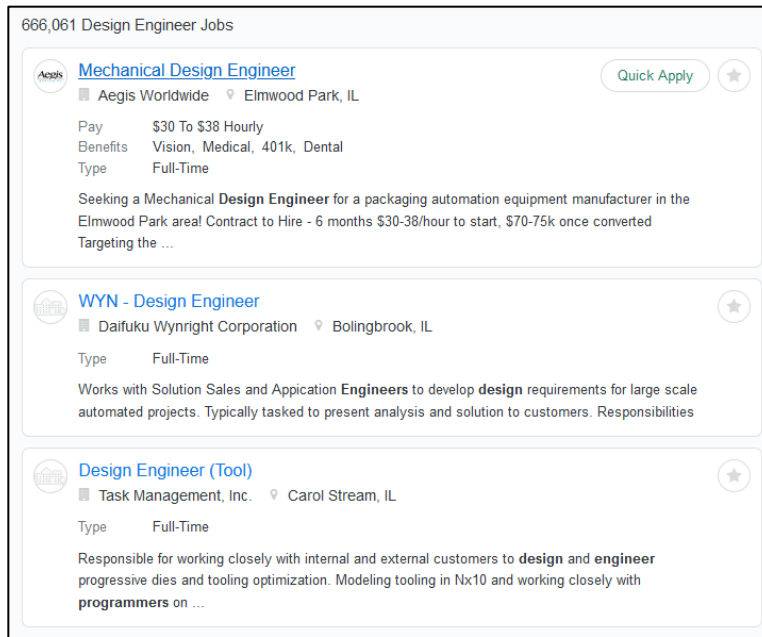 666,061 Design Engineer Jobs
Aegis
Mechanical Design Engineer
Quick Apply
Aegis Worldwide Elmwood Park, IL
Pay $30 To $38 Hourly
Benefits Vision, Medical, 401k, Dental
Type Full-Time
Seeking a Mechanical Design Engineer for a packaging automation equipment manufacturer in the
Elmwood Park area! Contract to Hire - 6 months $30-38/hour to start, $70-75k once converted
Targeting the ...
WYN - Design Engineer
Daifuku Wynright Corporation Bolingbrook, IL
Type Full-Time
Works with Solution Sales and Appication Engineers to develop design requirements for large scale
automated projects. Typically tasked to present analysis and solution to customers. Responsibilities
Design Engineer (Tool)
Task Management, Inc. Carol Stream, IL
Type Full-Time
Responsible for working closely with internal and external customers to design and engineer
progressive dies and tooling optimization. Modeling tooling in Nx10 and working closely with
programmers on ...